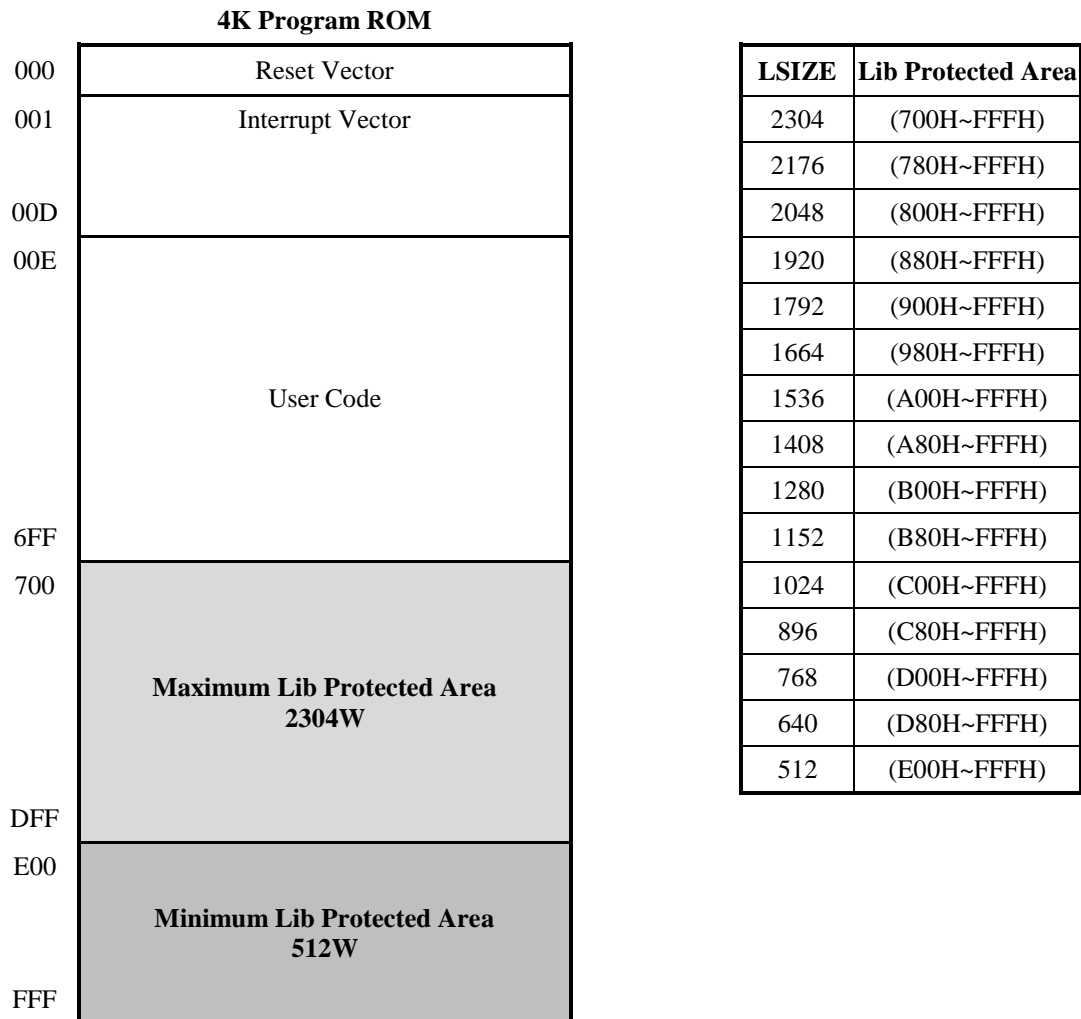 4K Program ROM
000 Reset Vector
001 Interrupt Vector
00D
00E
User Code
6FF
700
Maximum Lib Protected Area
2304W
DFF
E00
Minimum Lib Protected Area
512W
FFF
LSIZE Lib Protected Area
2304 (700H~FFFH)
2176 (780H~FFFH)
2048 (800H~FFFH)
1920 (880H~FFFH)
1792 (900H~FFFH)
1664 (980H~FFFH)
1536 (A00H~FFFH)
1408 (A80H~FFFH)
1280 (B00H~FFFH)
1152 (B80H~FFFH)
1024 (C00H~FFFH)
896 (C80H~FFFH)
768 (D00H~FFFH)
640 (D80H~FFFH)
512 (E00H~FFFH)